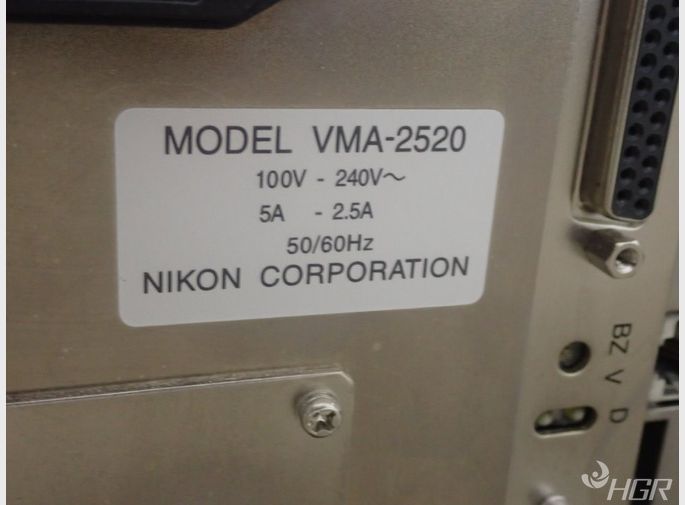 MODEL VMA-2520
100V - 240V~
5A - 2.5A
50/60Hz
NIKON CORPORATION
BZ V D
HGR